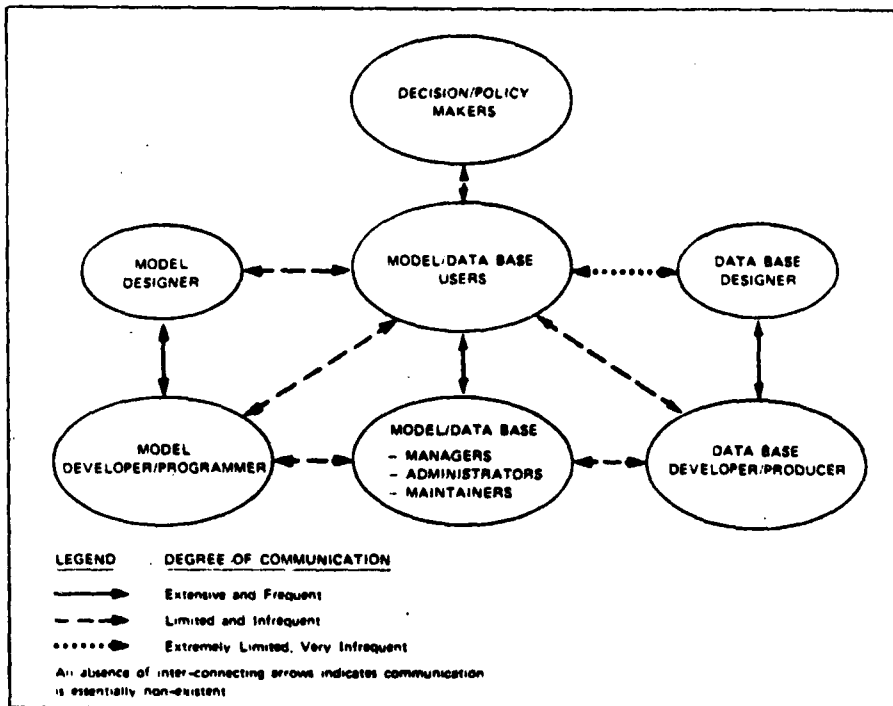 DECISION/POLICY
MAKERS
MODEL
DESIGNER
MODEL/DATA BASE
USERS
DATA BASE
DESIGNER
MODEL
DEVELOPER/PROGRAMMER
MODEL/DATA BASE
– MANAGERS
– ADMINISTRATORS
– MAINTAINERS
DATA BASE
DEVELOPER/PRODUCER
LEGEND DEGREE OF COMMUNICATION
Extensive and Frequent
Limited and Infrequent
Extremely Limited, Very Infrequent
An absence of inter-connecting arrows indicates communication
is essentially non-existent